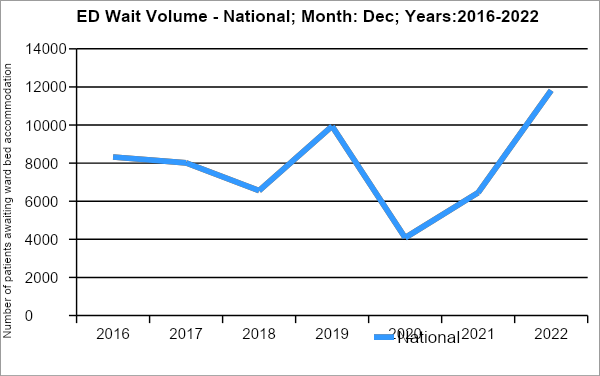 ED Wait Volume - National; Month: Dec; Years:2016-2022
Number of patients awaiting ward bed accommodation
14000
12000
10000
8000
6000
4000
2000
0
2016 2017 2018 2019 2020 2021 2022
National